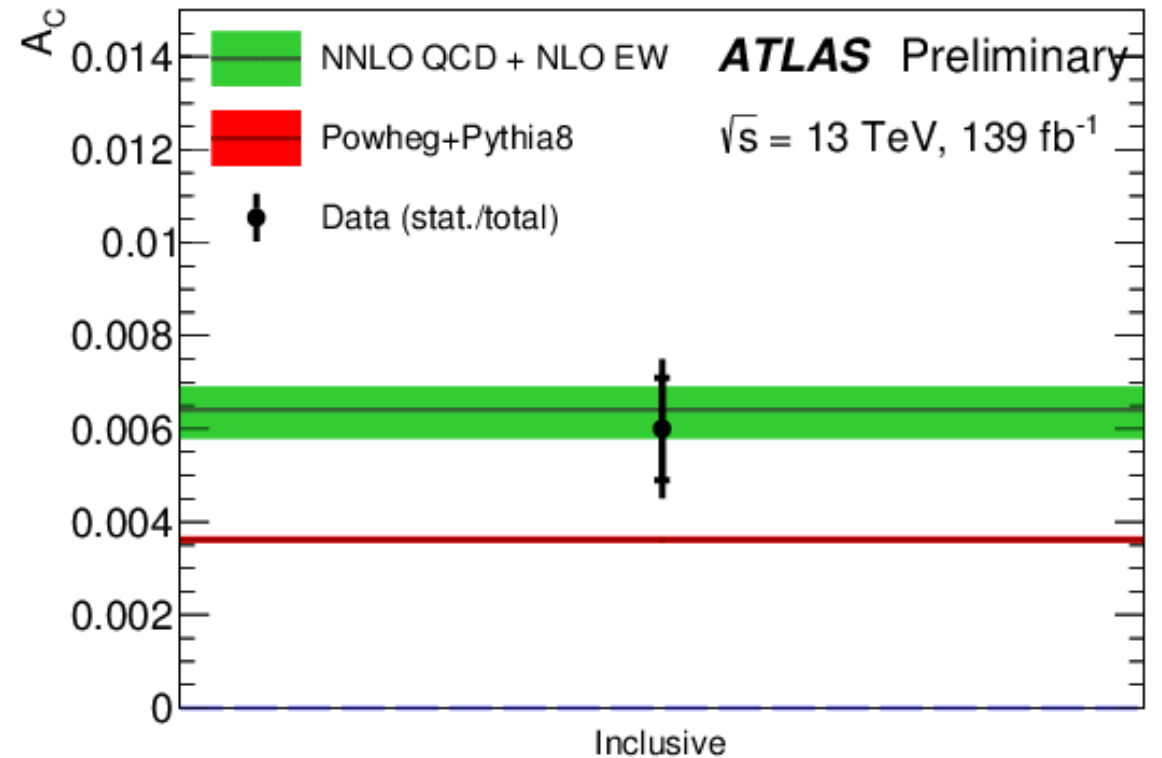 A_C
0.014
0.012
0.01
0.008
0.006
0.004
0.002
0
NNLO QCD + NLO EW
Powheg+Pythia8
Data (stat./total)
ATLAS Preliminary
√s = 13 TeV, 139 fb⁻¹
Inclusive